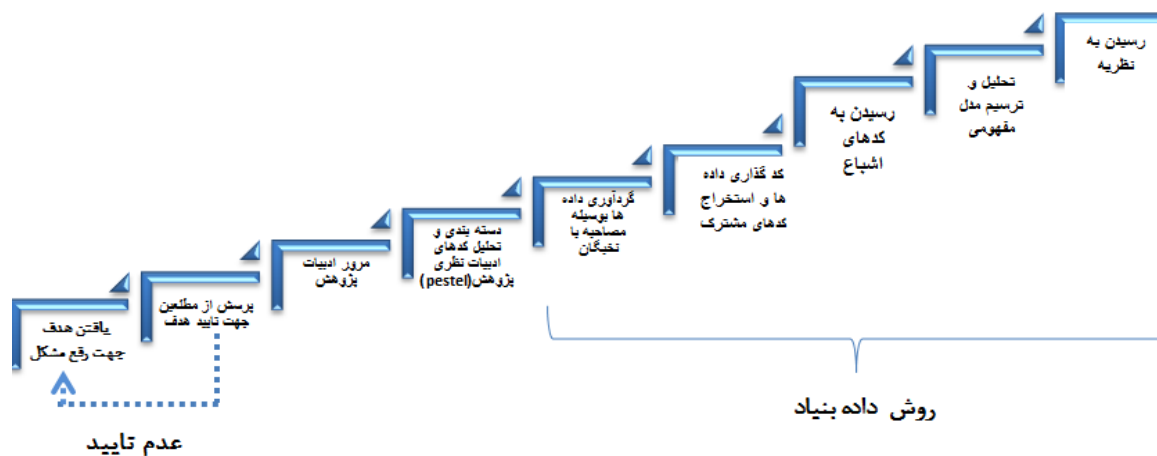 یافتن هدف
جهت رفع مشکل
پرسش از مطلعین
جهت تایید هدف
مرور ادبیات
پژوهش
دسته بندی و
تحلیل کدهای
ادبیات نظری
پژوهش(pestel)
گردآوری داده
ها بوسیله
مصاحبه با
نخبگان
کد گذاری داده
ها و استخراج
کدهای مشترک
رسیدن به
کدهای
اشباع
تحلیل و
ترسیم مدل
مفهومی
رسیدن به
نظریه
عدم تایید
روش داده بنیاد